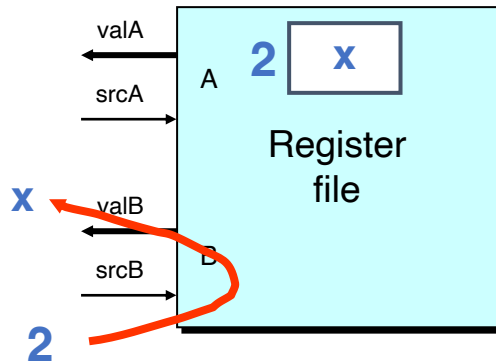 valA
A
2 x
srcA
Register
file
x
valB
B
srcB
2